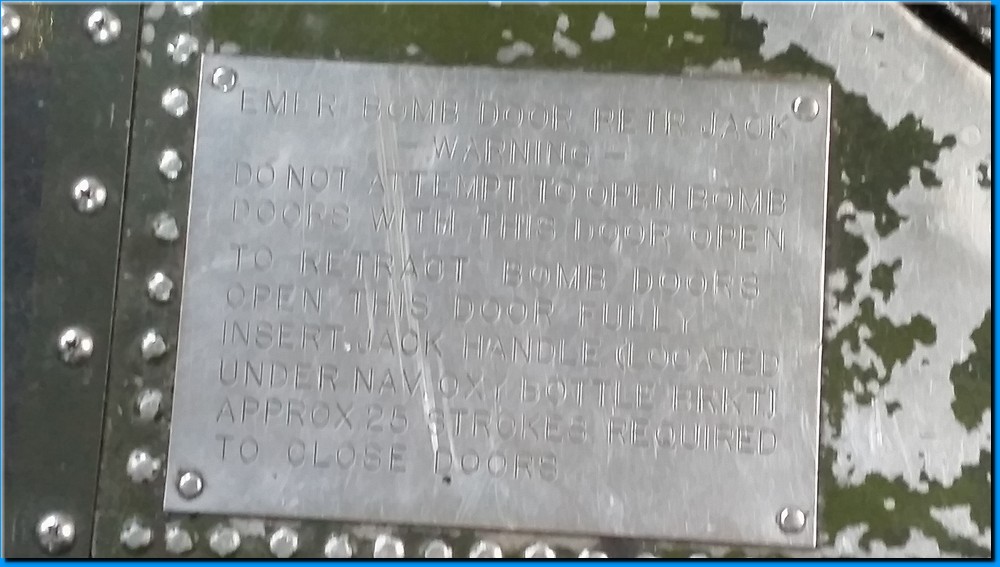 EMER BOMB DOOR RETR JACK
- WARNING -
DO NOT ATTEMPT TO OPEN BOMB
DOORS WITH THIS DOOR OPEN
TO RETRACT BOMB DOORS
OPEN THIS DOOR FULLY
INSERT JACK HANDLE (LOCATED
UNDER NAV OXY BOTTLE BRKT)
APPROX 25 STROKES REQUIRED
TO CLOSE DOORS